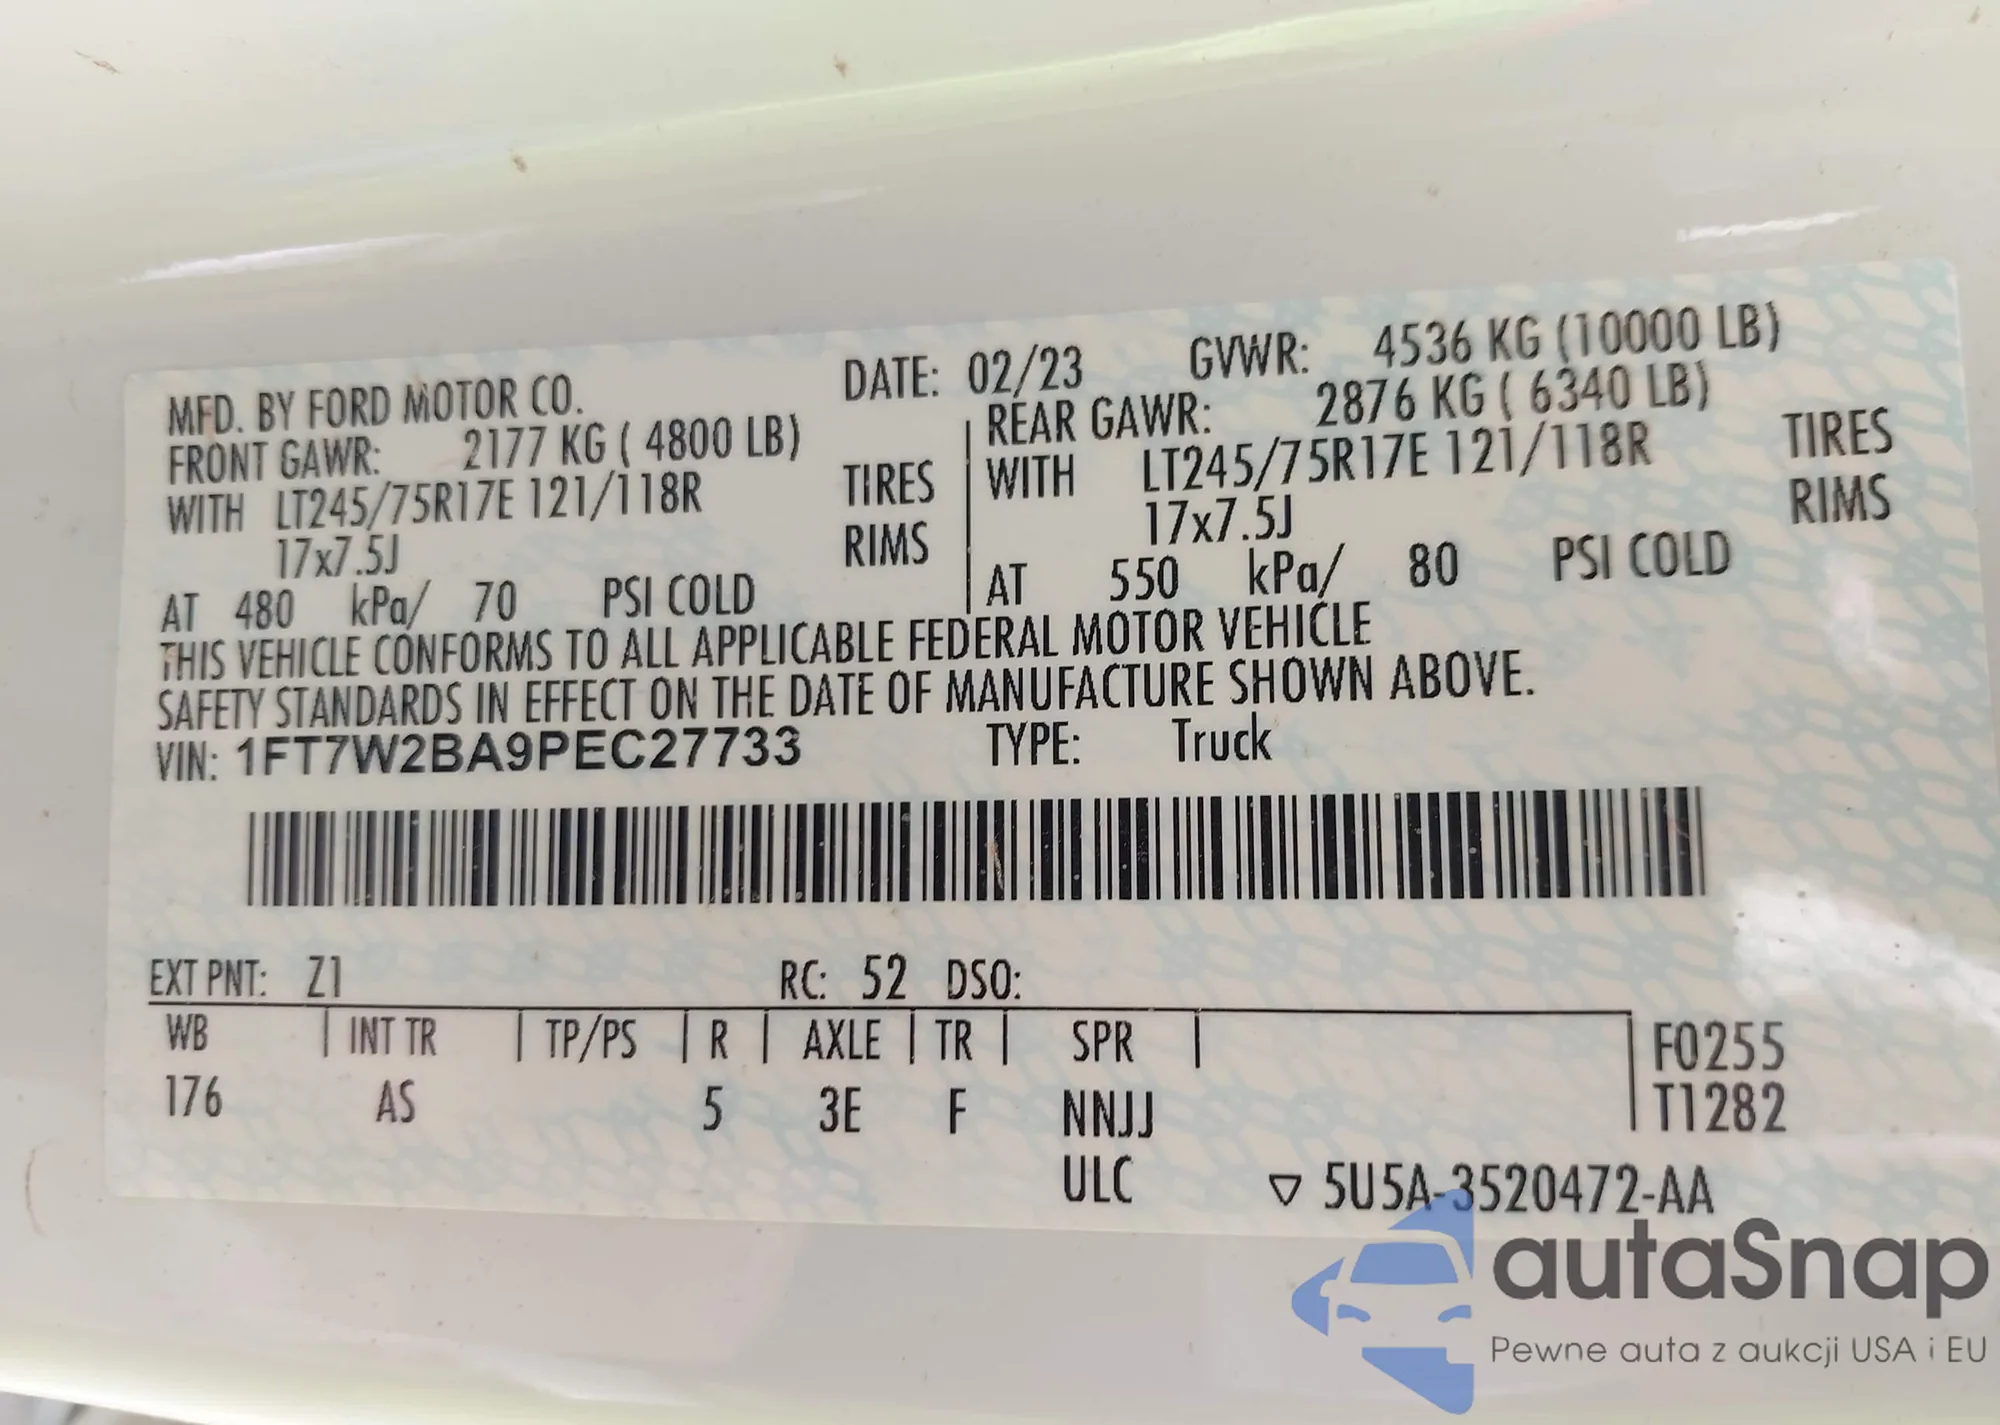 MFD. BY FORD MOTOR CO. DATE: 02/23 GVWR: 4536 KG (10000 LB)
FRONT GAWR: 2177 KG ( 4800 LB) REAR GAWR: 2876 KG ( 6340 LB)
WITH LT245/75R17E 121/118R TIRES WITH LT245/75R17E 121/118R TIRES
17x7.5J RIMS 17x7.5J RIMS
AT 480 kPa/ 70 PSI COLD AT 550 kPa/ 80 PSI COLD
THIS VEHICLE CONFORMS TO ALL APPLICABLE FEDERAL MOTOR VEHICLE
SAFETY STANDARDS IN EFFECT ON THE DATE OF MANUFACTURE SHOWN ABOVE.
VIN: 1FT7W2BA9PEC27733 TYPE: Truck
EXT PNT: Z1 RC: 52 DSO:
WB INT TR TP/PS R AXLE TR SPR F0255
176 AS 5 3E F NNJJ T1282
ULC ▽ 5U5A-3520472-AA
autaSnap
Pewne auta z aukcji USA i EU